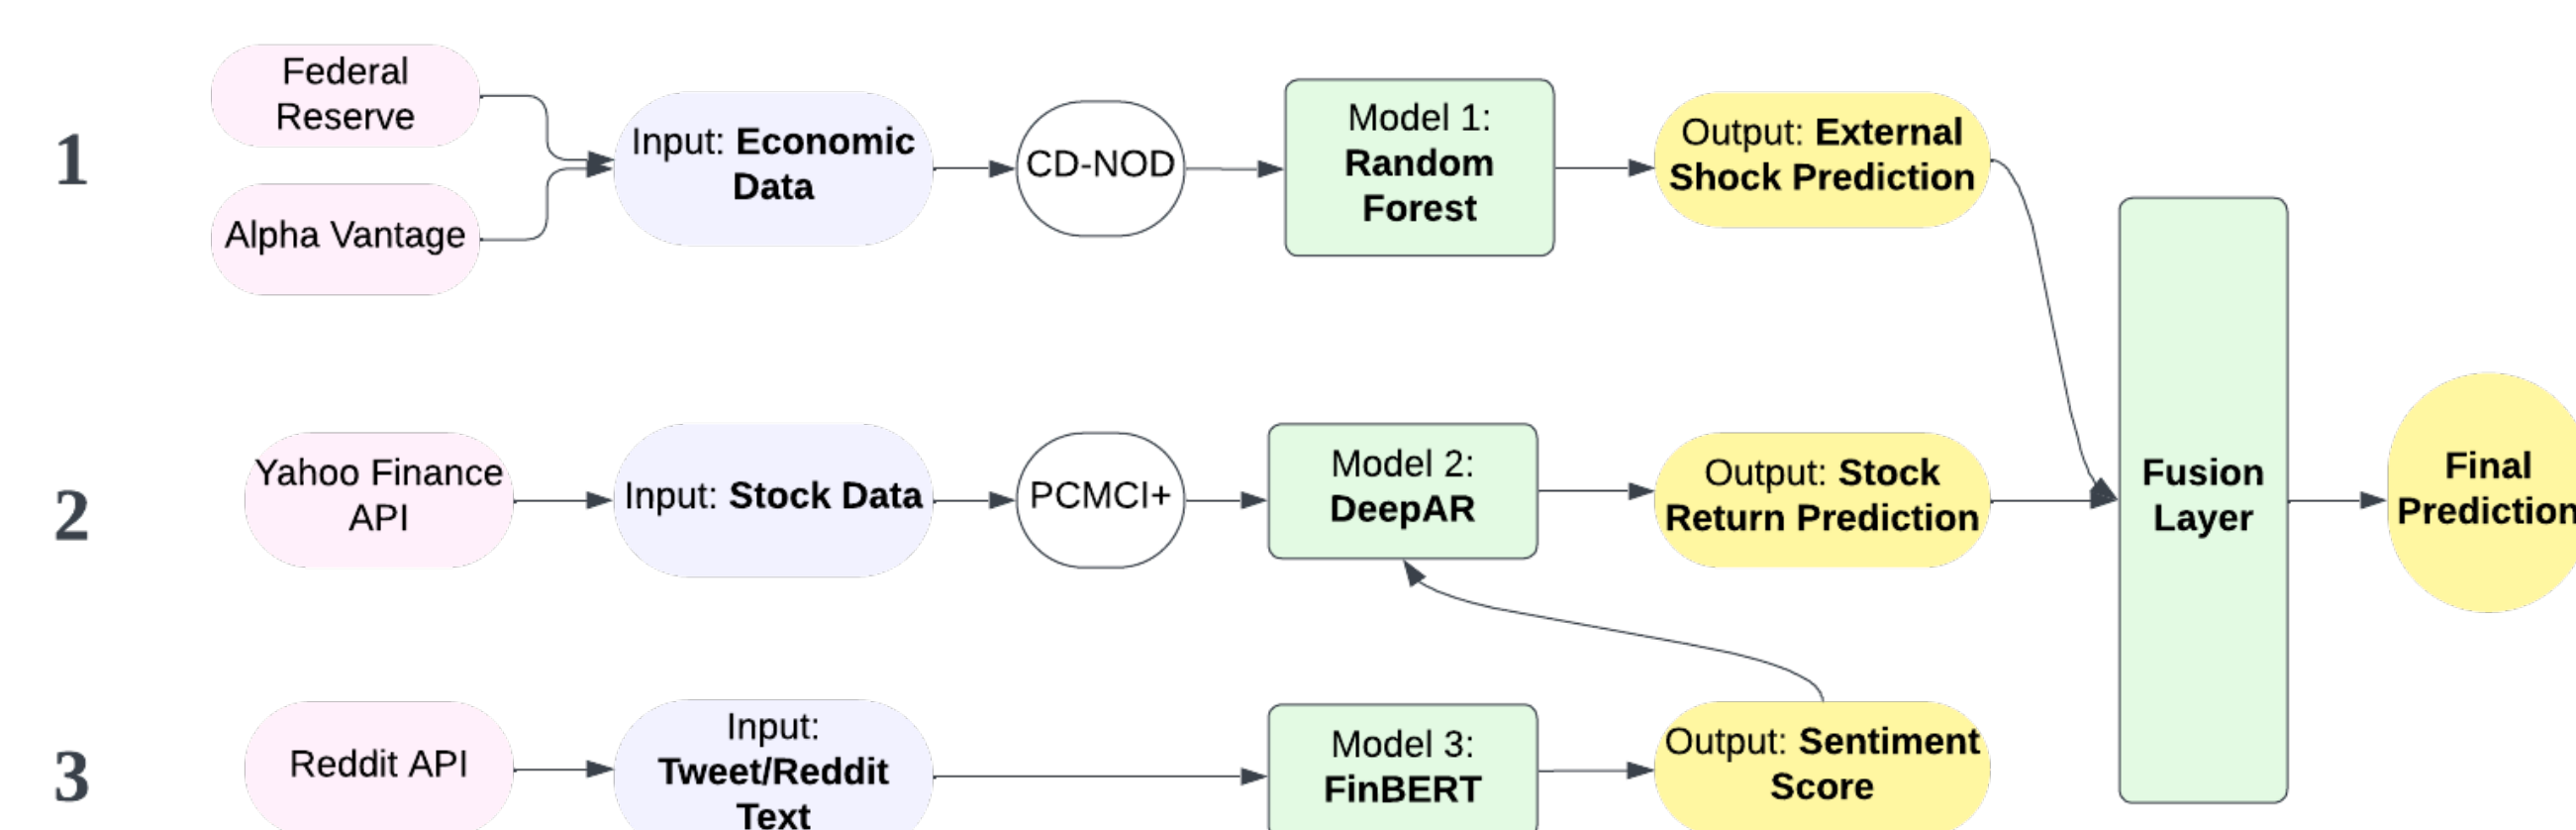 1
Federal
Reserve
Alpha Vantage
Input: Economic
Data
CD-NOD
Model 1:
Random
Forest
Output: External
Shock Prediction
2
Yahoo Finance
API
Input: Stock Data
PCMCI+
Model 2:
DeepAR
Output: Stock
Return Prediction
Fusion
Layer
Final
Prediction
3
Reddit API
Input:
Tweet/Reddit
Text
Model 3:
FinBERT
Output: Sentiment
Score